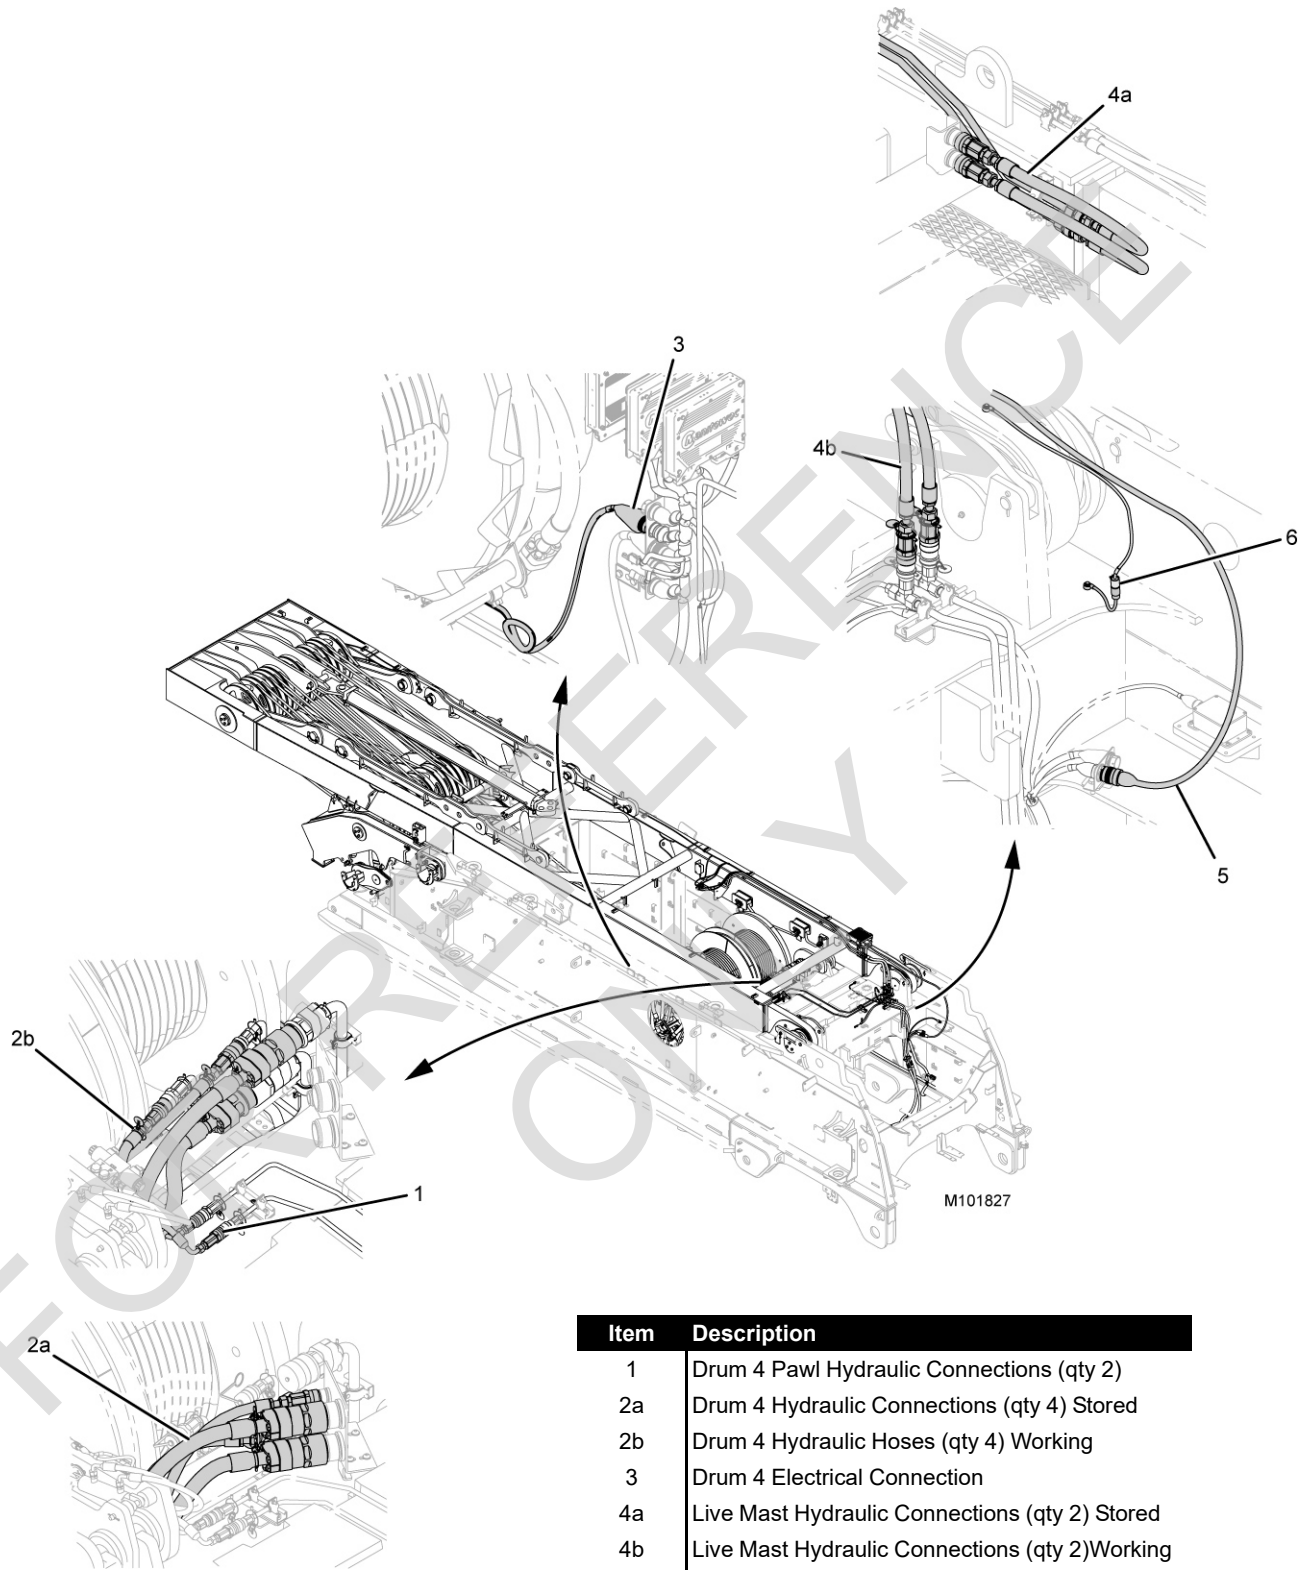 4a
3
4b
6
5
2b
1
M101827
2a
Item Description
1 Drum 4 Pawl Hydraulic Connections (qty 2)
2a Drum 4 Hydraulic Connections (qty 4) Stored
2b Drum 4 Hydraulic Hoses (qty 4) Working
3 Drum 4 Electrical Connection
4a Live Mast Hydraulic Connections (qty 2) Stored
4b Live Mast Hydraulic Connections (qty 2)Working
FOR REFERENCE
ONLY